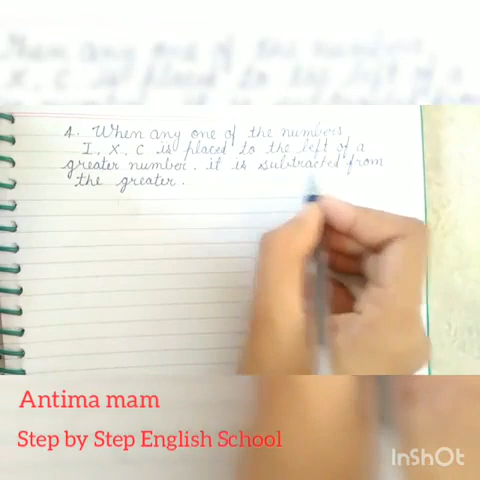 4. When any one of the numbers
I, X, C is placed to the left of a
greater number. it is subtracted from
the greater.
Antima mam
Step by Step English School
InShOt